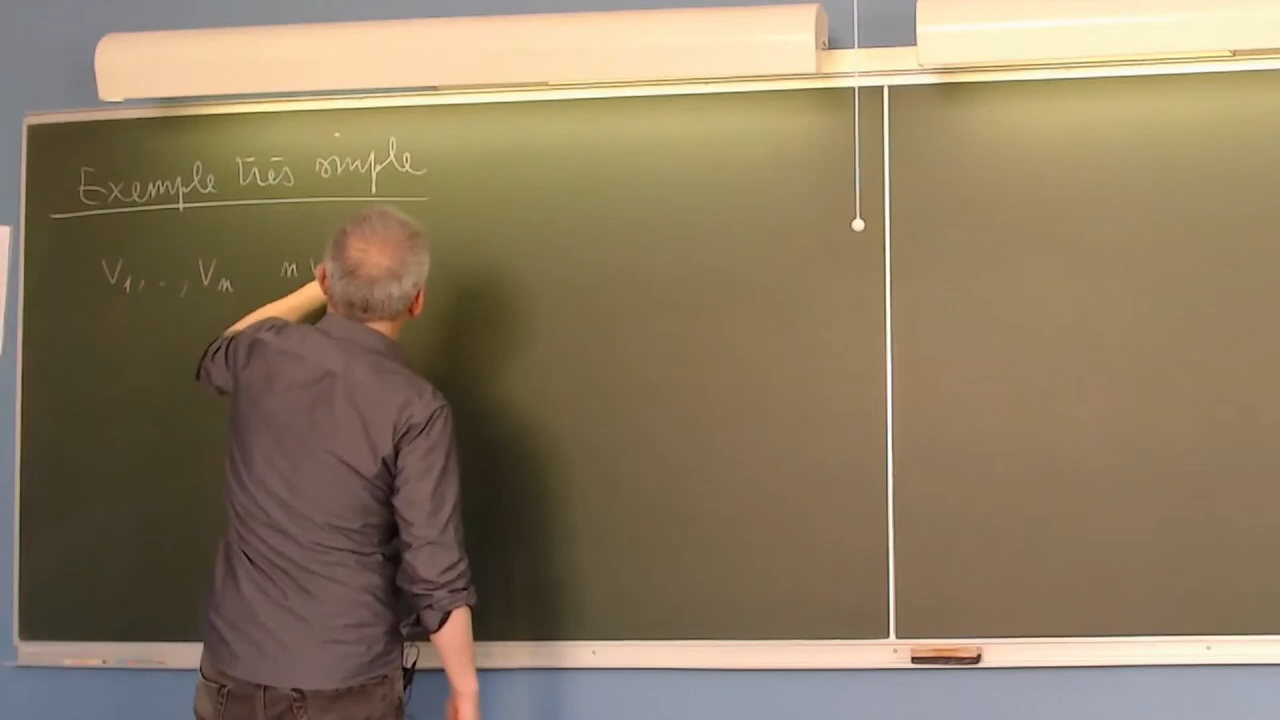 Exemple très simple
V₁, .. , Vₙ n v